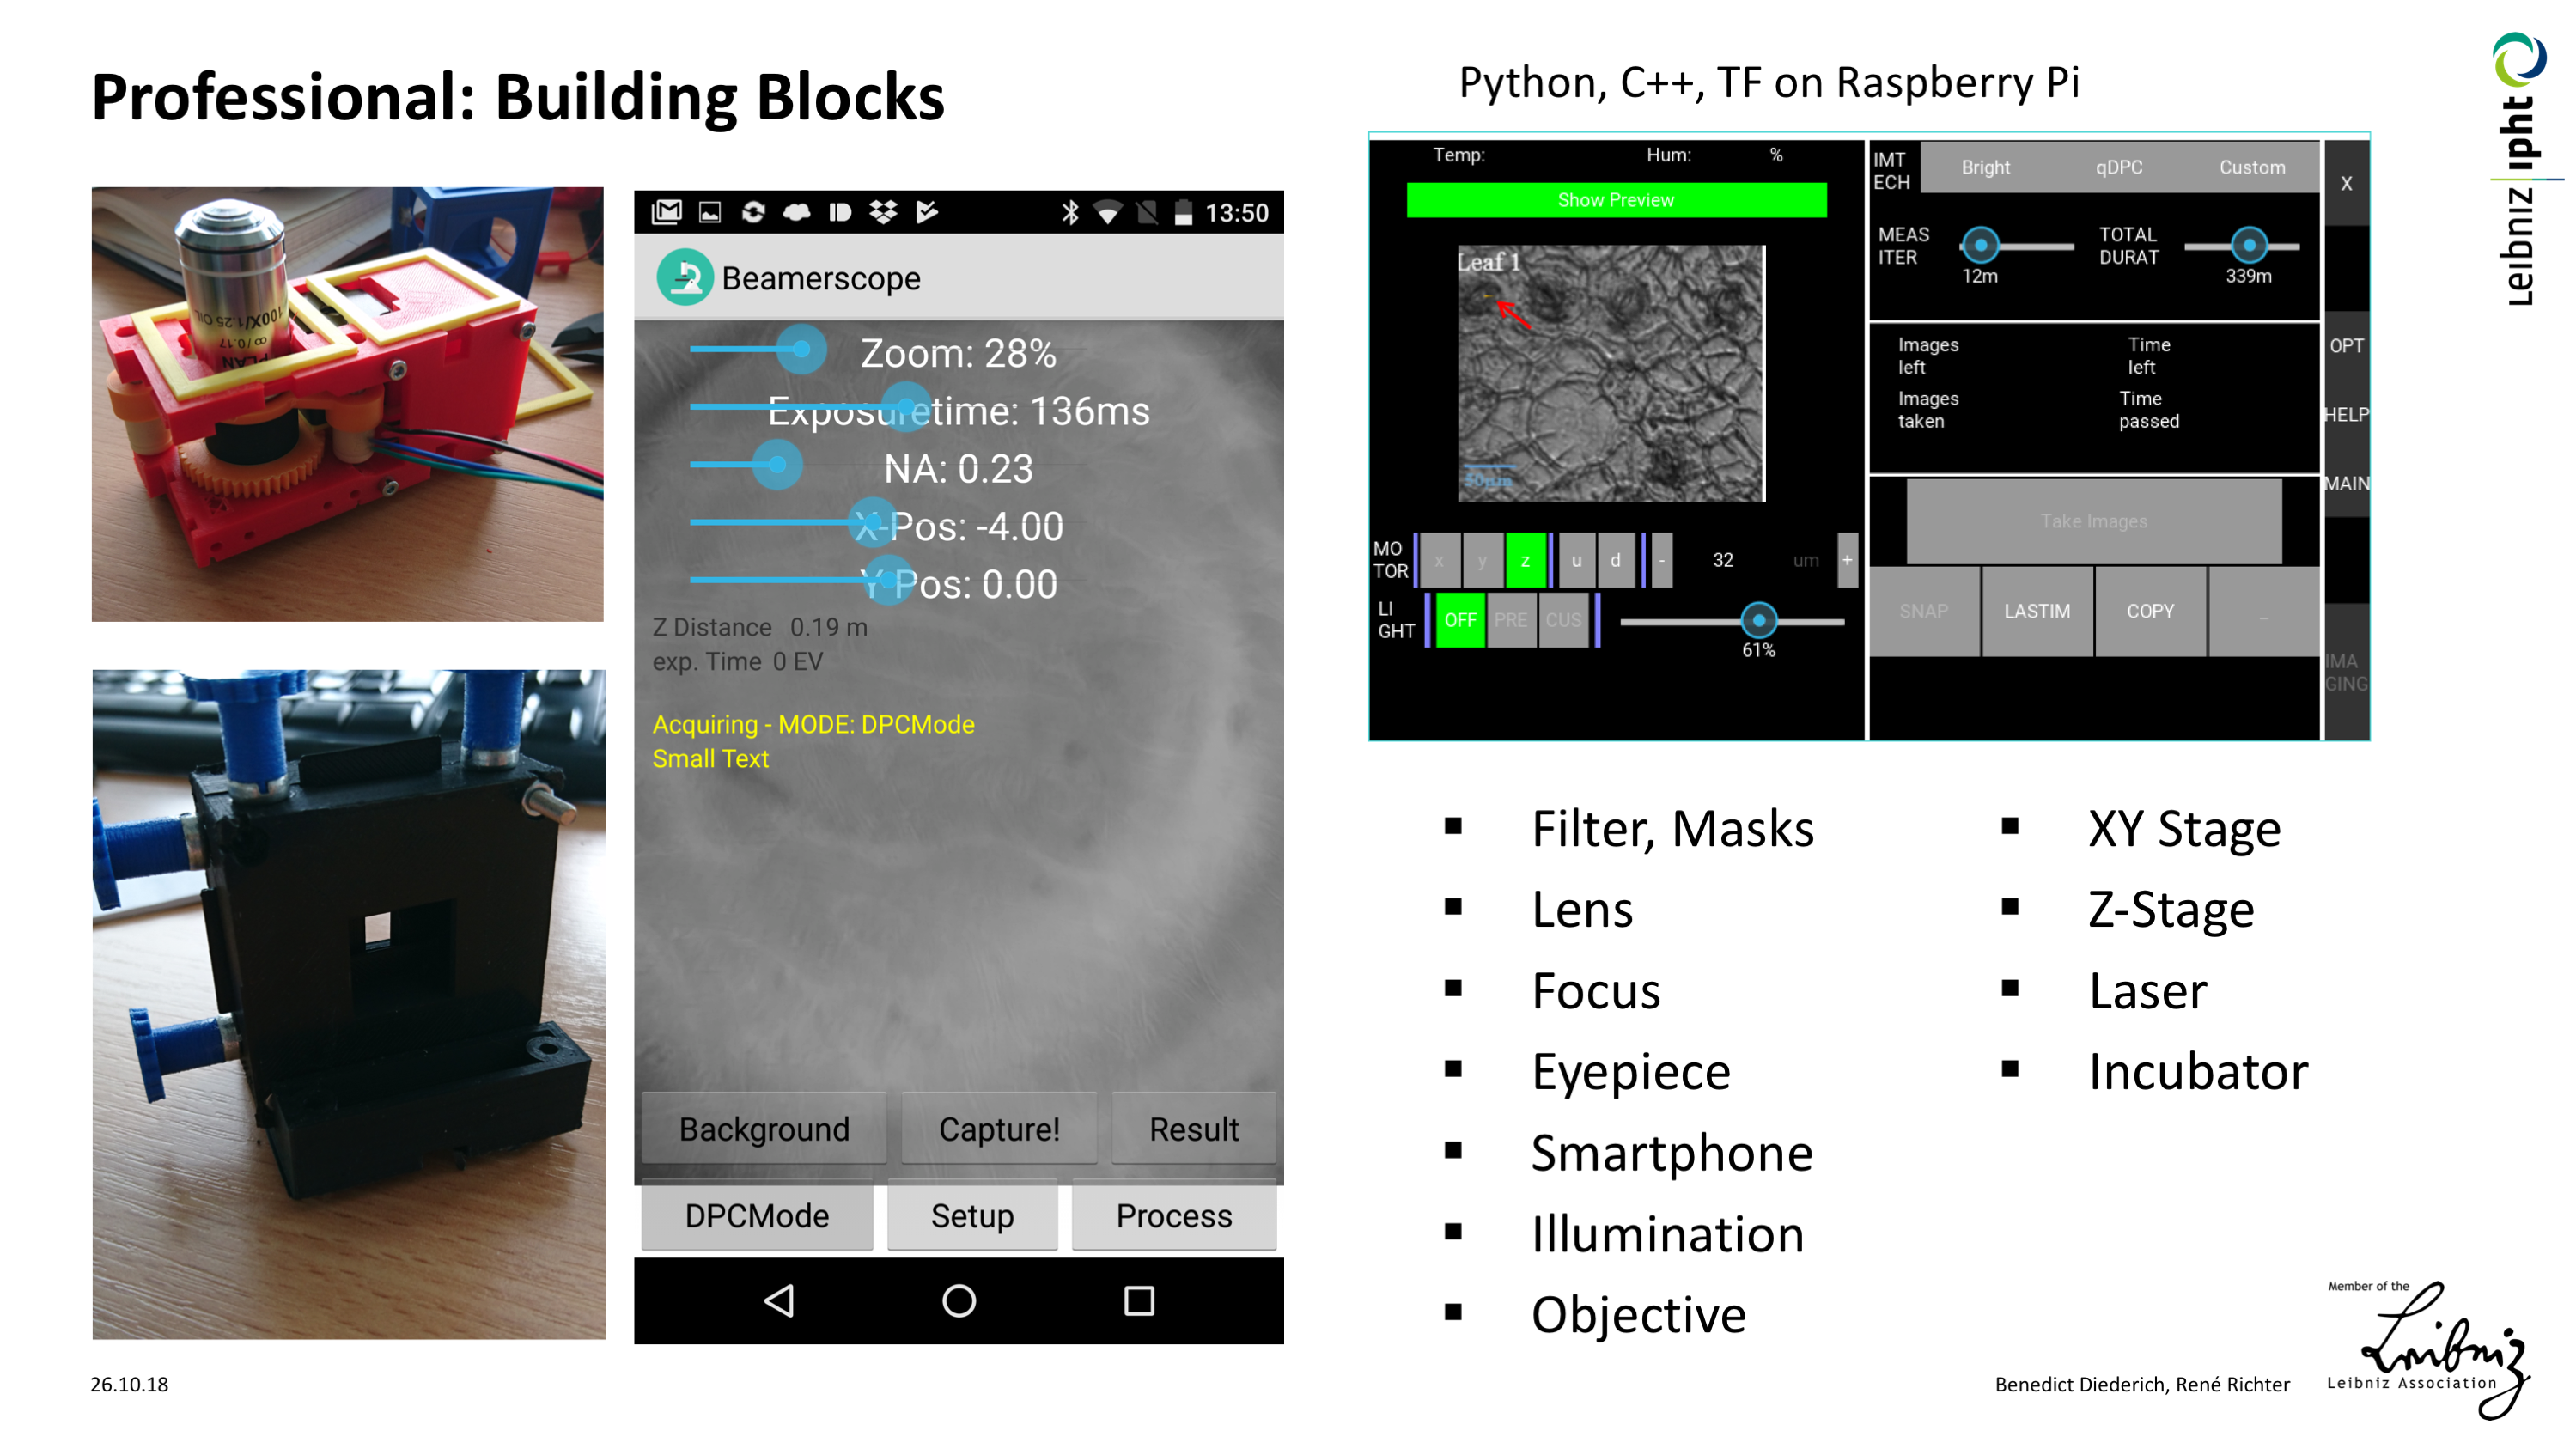 Professional: Building Blocks
Python, C++, TF on Raspberry Pi
Leibniz ipht
100X/1.25 OIL
∞/0.17
PLAN
13:50
Beamerscope
Zoom: 28%
Exposuretime: 136ms
NA: 0.23
X-Pos: -4.00
Y Pos: 0.00
Z Distance 0.19 m
exp. Time 0 EV
Acquiring - MODE: DPCMode
Small Text
Background Capture! Result
DPCMode Setup Process
Temp: Hum: %
Show Preview
Leaf 1
50μm
MO
TOR
x y z u d - 32 um +
LI
GHT
OFF PRE CUS
61%
IMT
ECH
Bright qDPC Custom
MEAS
ITER
12m
TOTAL
DURAT
339m
Images
left
Time
left
Images
taken
Time
passed
Take Images
SNAP LASTIM COPY -
X
OPT
HELP
MAIN
IMA
GING
Filter, Masks
Lens
Focus
Eyepiece
Smartphone
Illumination
Objective
XY Stage
Z-Stage
Laser
Incubator
26.10.18
Benedict Diederich, René Richter
Member of the
Leibniz
Leibniz Association